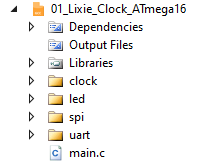 01_Lixie_Clock_ATmega16
Dependencies
Output Files
Libraries
clock
led
spi
uart
main.c